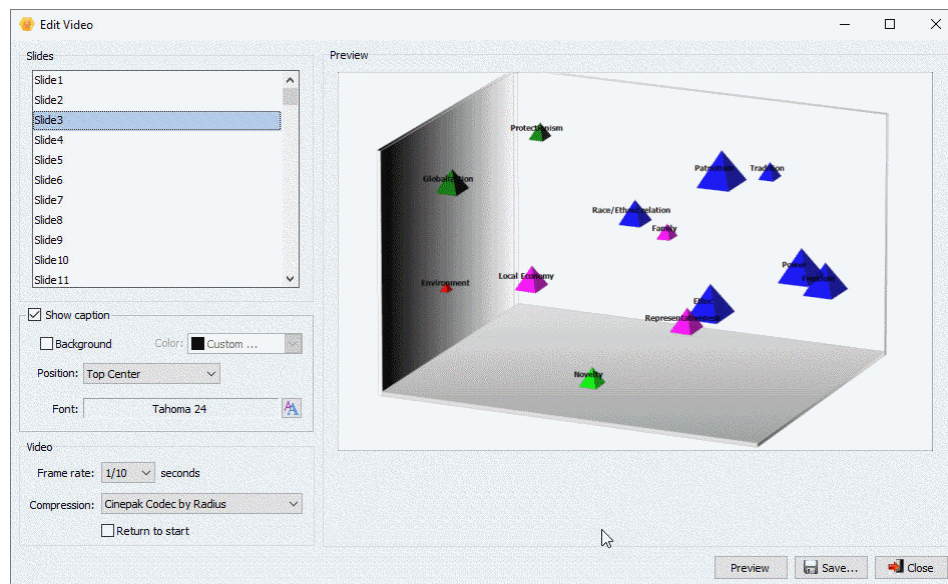 Edit Video
Slides
Slide1
Slide2
Slide3
Slide4
Slide5
Slide6
Slide7
Slide8
Slide9
Slide10
Slide11
Show caption
Background
Color:
Custom ...
Position:
Top Center
Font:
Tahoma 24
Video
Frame rate:
1/10
seconds
Compression:
Cinepak Codec by Radius
Return to start
Preview
Protectionism
Globalization
Patriotism
Tradition
Race/Ethnic relation
Family
Environment
Local Economy
Power
Ethic
Representativeness
Novelty
Preview
Save...
Close